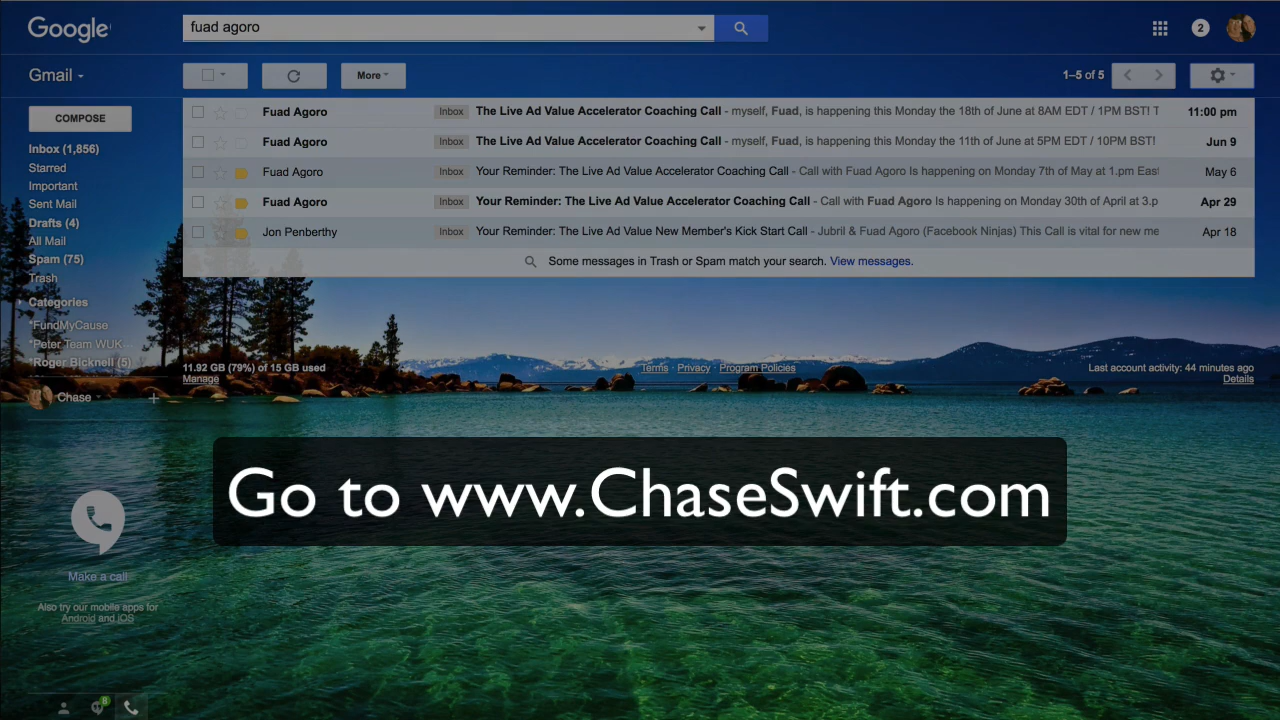 Google
fuad agoro
2
Gmail
More
1–5 of 5
COMPOSE
Inbox (1,856)
Starred
Important
Sent Mail
Drafts (4)
All Mail
Spam (75)
Trash
Categories
*FundMyCause
*Peter Team WUK...
*Roger Bicknell (5)
Chase
Fuad Agoro Inbox The Live Ad Value Accelerator Coaching Call - myself, Fuad, is happening this Monday the 18th of June at 8AM EDT / 1PM BST! T 11:00 pm
Fuad Agoro Inbox The Live Ad Value Accelerator Coaching Call - myself, Fuad, is happening this Monday the 11th of June at 5PM EDT / 10PM BST! Jun 9
Fuad Agoro Inbox Your Reminder: The Live Ad Value Accelerator Coaching Call - Call with Fuad Agoro Is happening on Monday 7th of May at 1.pm East May 6
Fuad Agoro Inbox Your Reminder: The Live Ad Value Accelerator Coaching Call - Call with Fuad Agoro Is happening on Monday 30th of April at 3.p Apr 29
Jon Penberthy Inbox Your Reminder: The Live Ad Value New Member's Kick Start Call - Jubril & Fuad Agoro (Facebook Ninjas) This Call is vital for new me Apr 18
Some messages in Trash or Spam match your search. View messages.
11.92 GB (79%) of 15 GB used
Manage
Terms · Privacy · Program Policies
Last account activity: 44 minutes ago
Details
Go to www.ChaseSwift.com
Make a call
Also try our mobile apps for
Android and iOS
8